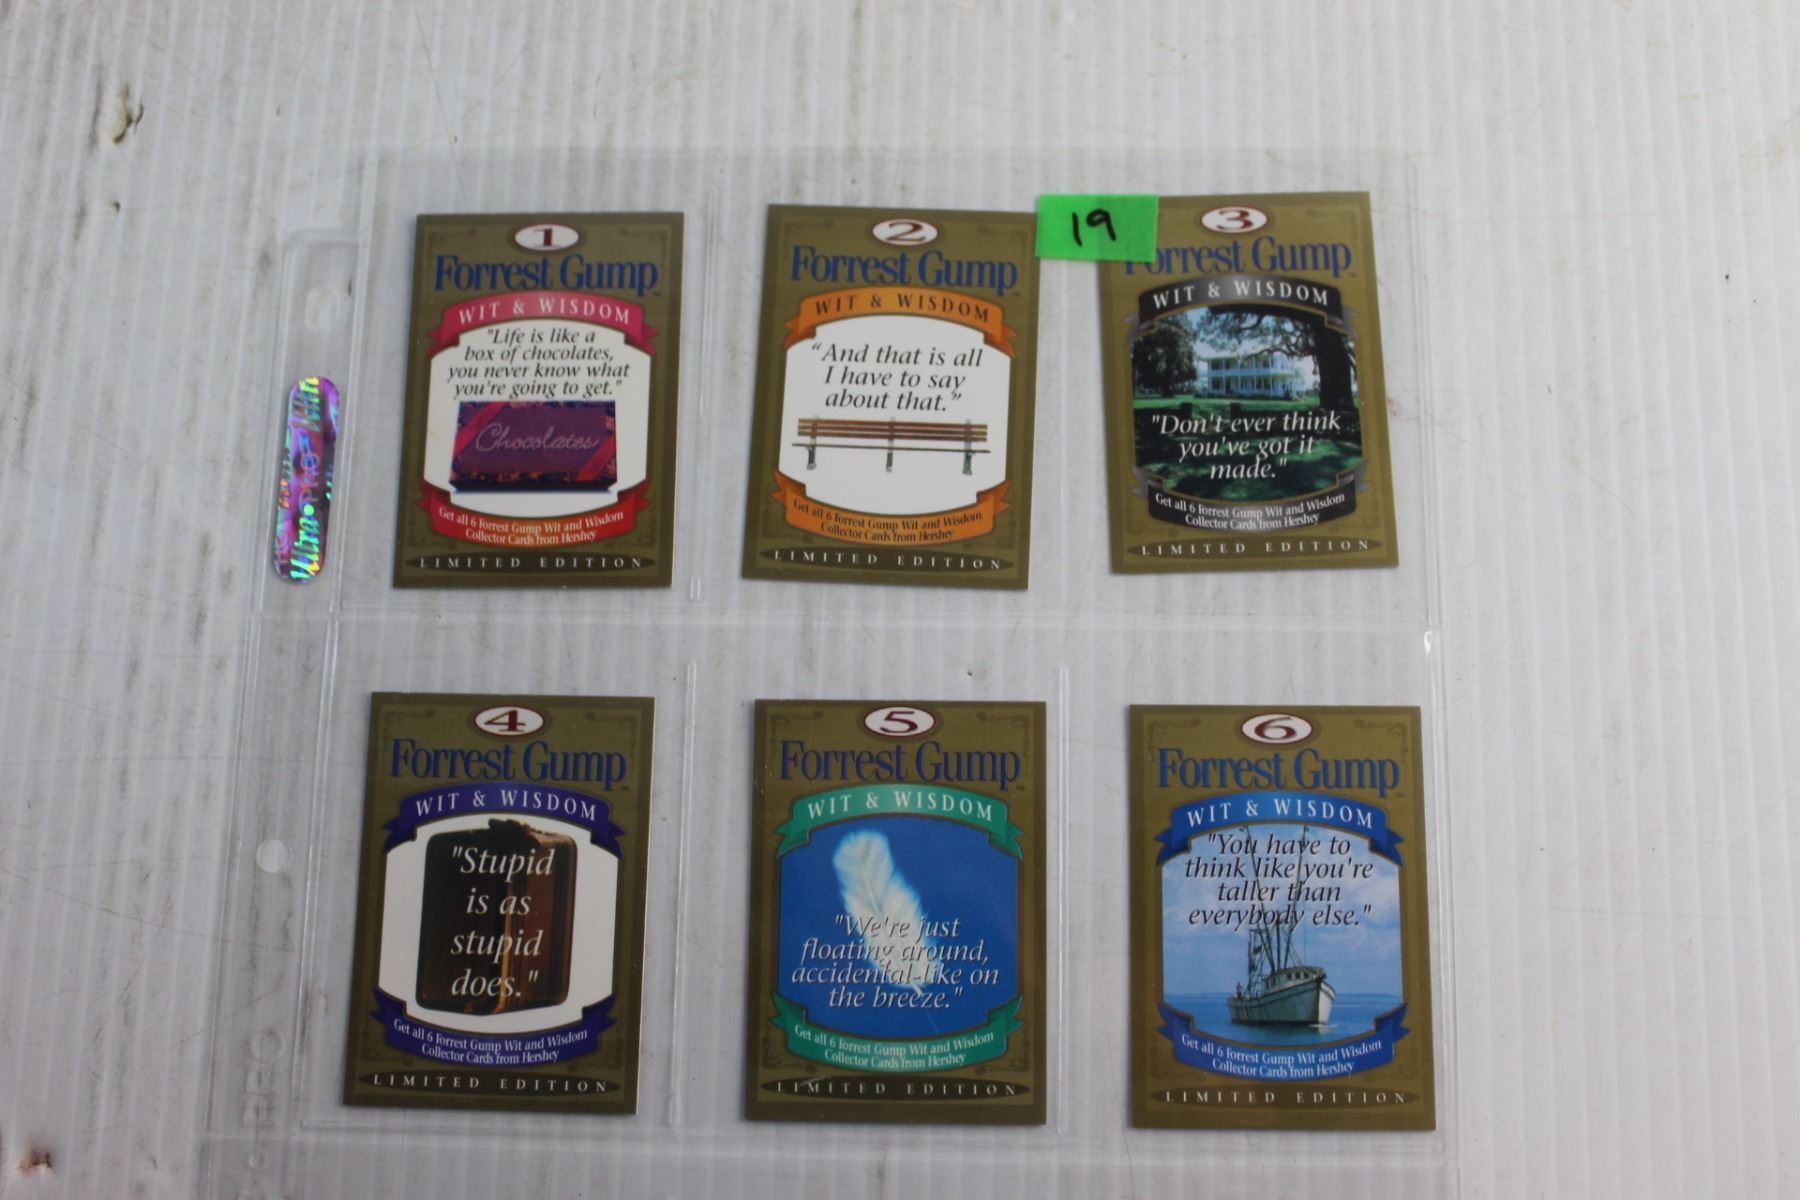 1
Forrest Gump
WIT & WISDOM
"Life is like a
box of chocolates,
you never know what
you're going to get."
Chocolates
Get all 6 Forrest Gump Wit and Wisdom
Collector Cards from Hershey
LIMITED EDITION
2
Forrest Gump
WIT & WISDOM
"And that is all
I have to say
about that."
Get all 6 Forrest Gump Wit and Wisdom
Collector Cards from Hershey
LIMITED EDITION
19
3
Forrest Gump
WIT & WISDOM
"Don't ever think
you've got it
made."
Get all 6 Forrest Gump Wit and Wisdom
Collector Cards from Hershey
LIMITED EDITION
Ultra•PRO
4
Forrest Gump
WIT & WISDOM
"Stupid
is as
stupid
does."
Get all 6 Forrest Gump Wit and Wisdom
Collector Cards from Hershey
LIMITED EDITION
5
Forrest Gump
WIT & WISDOM
"We're just
floating around,
accidental-like on
the breeze."
Get all 6 Forrest Gump Wit and Wisdom
Collector Cards from Hershey
LIMITED EDITION
6
Forrest Gump
WIT & WISDOM
"You have to
think like you're
taller than
everybody else."
Get all 6 Forrest Gump Wit and Wisdom
Collector Cards from Hershey
LIMITED EDITION
PRO